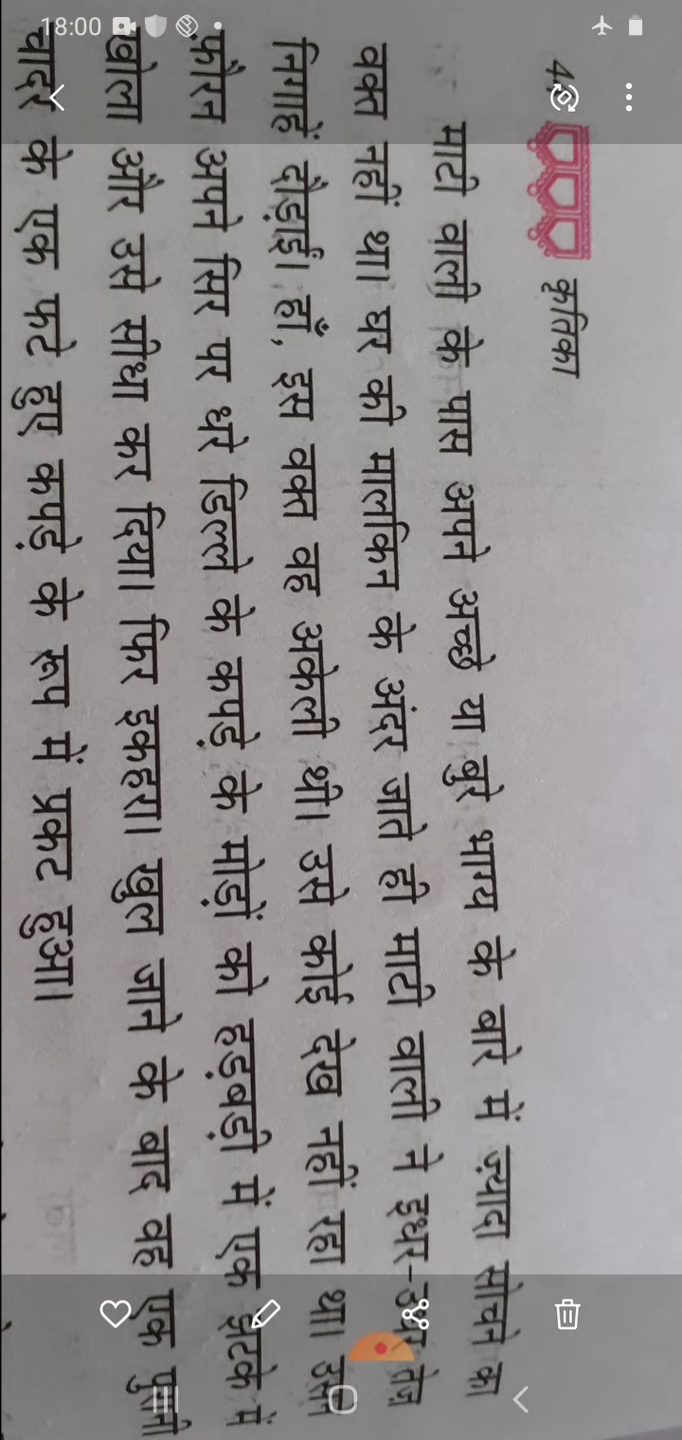 18:00
कृतिका
माटी वाली के पास अपने अच्छे या बुरे भाग्य के बारे में ज़्यादा सोचने का
वक्त नहीं था। घर की मालकिन के अंदर जाते ही माटी वाली ने इधर-उधर तेज़
निगाहें दौड़ाईं। हाँ, इस वक्त वह अकेली थी। उसे कोई देख नहीं रहा था। उसने
फ़ौरन अपने सिर पर धरे डिल्ले के कपड़े के मोड़ों को हड़बड़ी में एक झटके में
खोला और उसे सीधा कर दिया। फिर इकहरा। खुल जाने के बाद वह एक पुरानी
चादर के एक फटे हुए कपड़े के रूप में प्रकट हुआ।